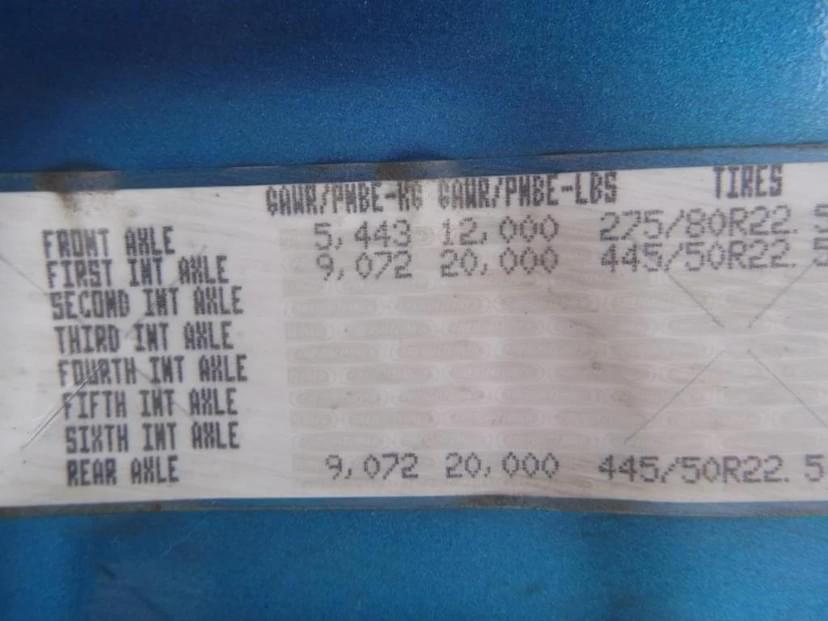 GAWR/PNBE-KG GAWR/PNBE-LBS TIRES
FRONT AXLE 5,443 12,000 275/80R22.5
FIRST INT AXLE 9,072 20,000 445/50R22.5
SECOND INT AXLE
THIRD INT AXLE
FOURTH INT AXLE
FIFTH INT AXLE
SIXTH INT AXLE
REAR AXLE 9,072 20,000 445/50R22.5